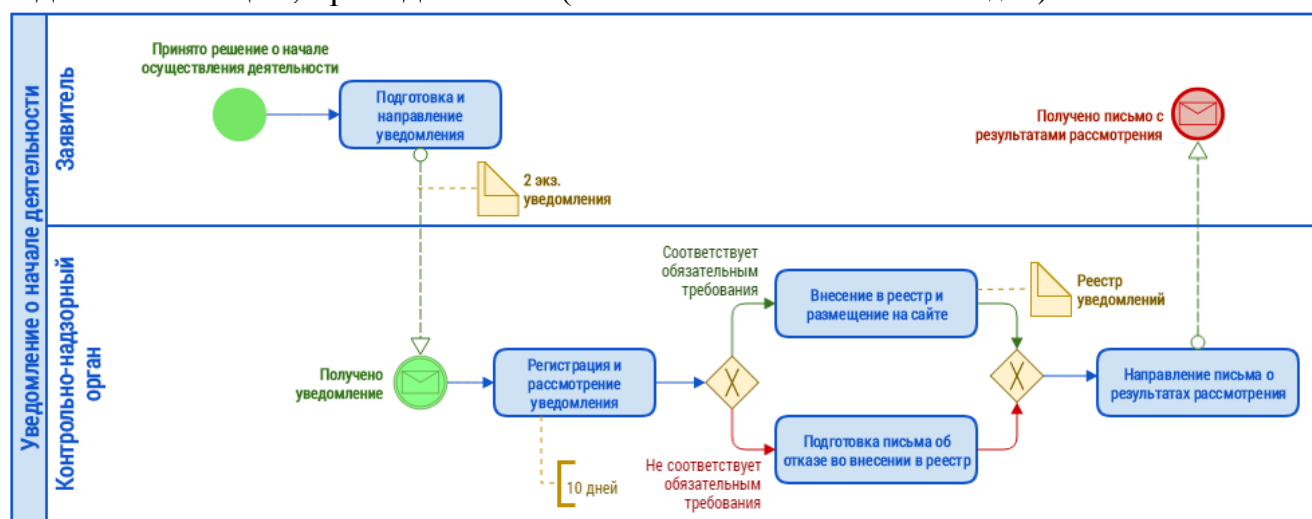 Уведомление о начале деятельности
Заявитель
Принято решение о начале
осуществления деятельности
Подготовка и
направление
уведомления
2 экз.
уведомления
Получено письмо с
результатами рассмотрения
Контрольно-надзорный
орган
Получено
уведомление
Регистрация и
рассмотрение
уведомления
10 дней
Соответствует
обязательным
требования
Внесение в реестр и
размещение на сайте
Реестр
уведомлений
Не соответствует
обязательным
требования
Подготовка письма об
отказе во внесении в реестр
Направление письма о
результатах рассмотрения